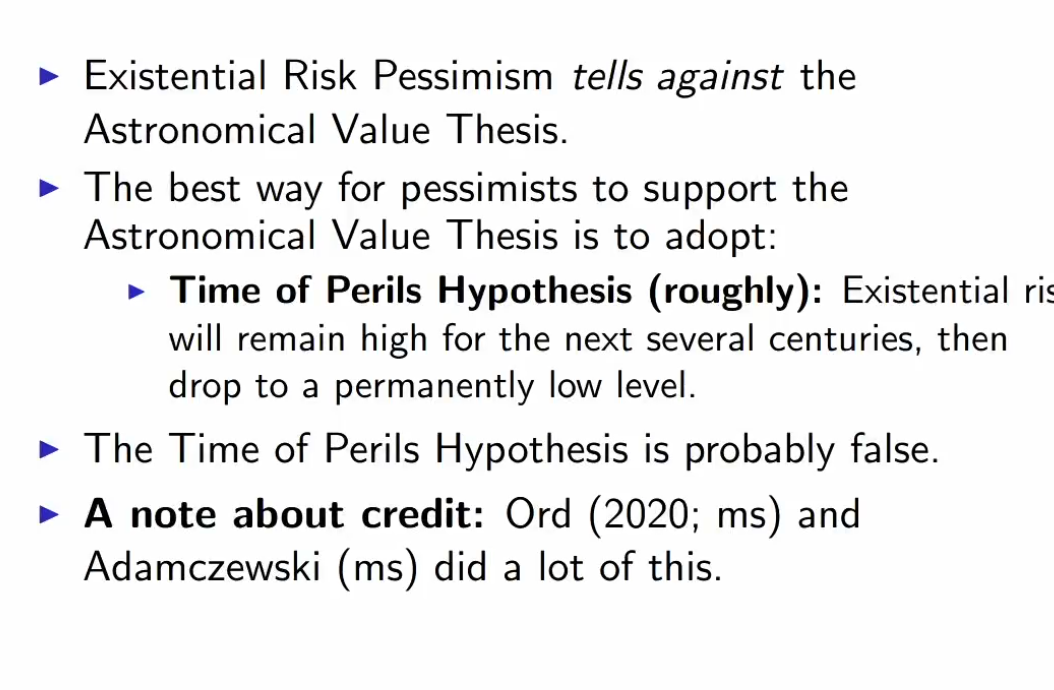 Existential Risk Pessimism tells against the
Astronomical Value Thesis.
The best way for pessimists to support the
Astronomical Value Thesis is to adopt:
Time of Perils Hypothesis (roughly): Existential
will remain high for the next several centuries, then
drop to a permanently low level.
The Time of Perils Hypothesis is probably false.
A note about credit: Ord (2020; ms) and
Adamczewski (ms) did a lot of this.